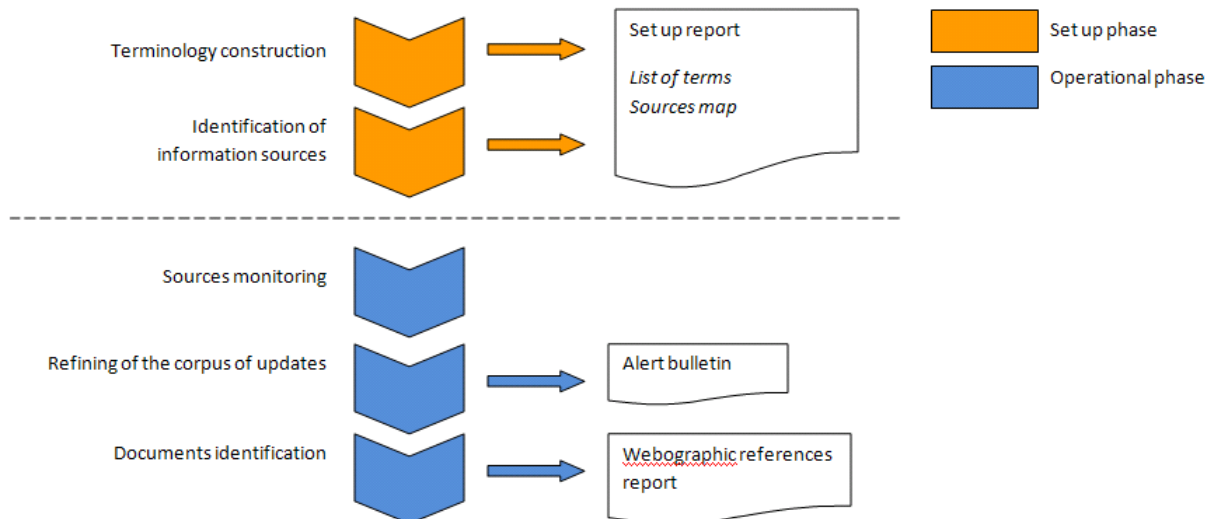 Terminology construction
Set up report
List of terms
Sources map
Set up phase
Operational phase
Identification of
information sources
Sources monitoring
Refining of the corpus of updates
Alert bulletin
Documents identification
Webographic references
report